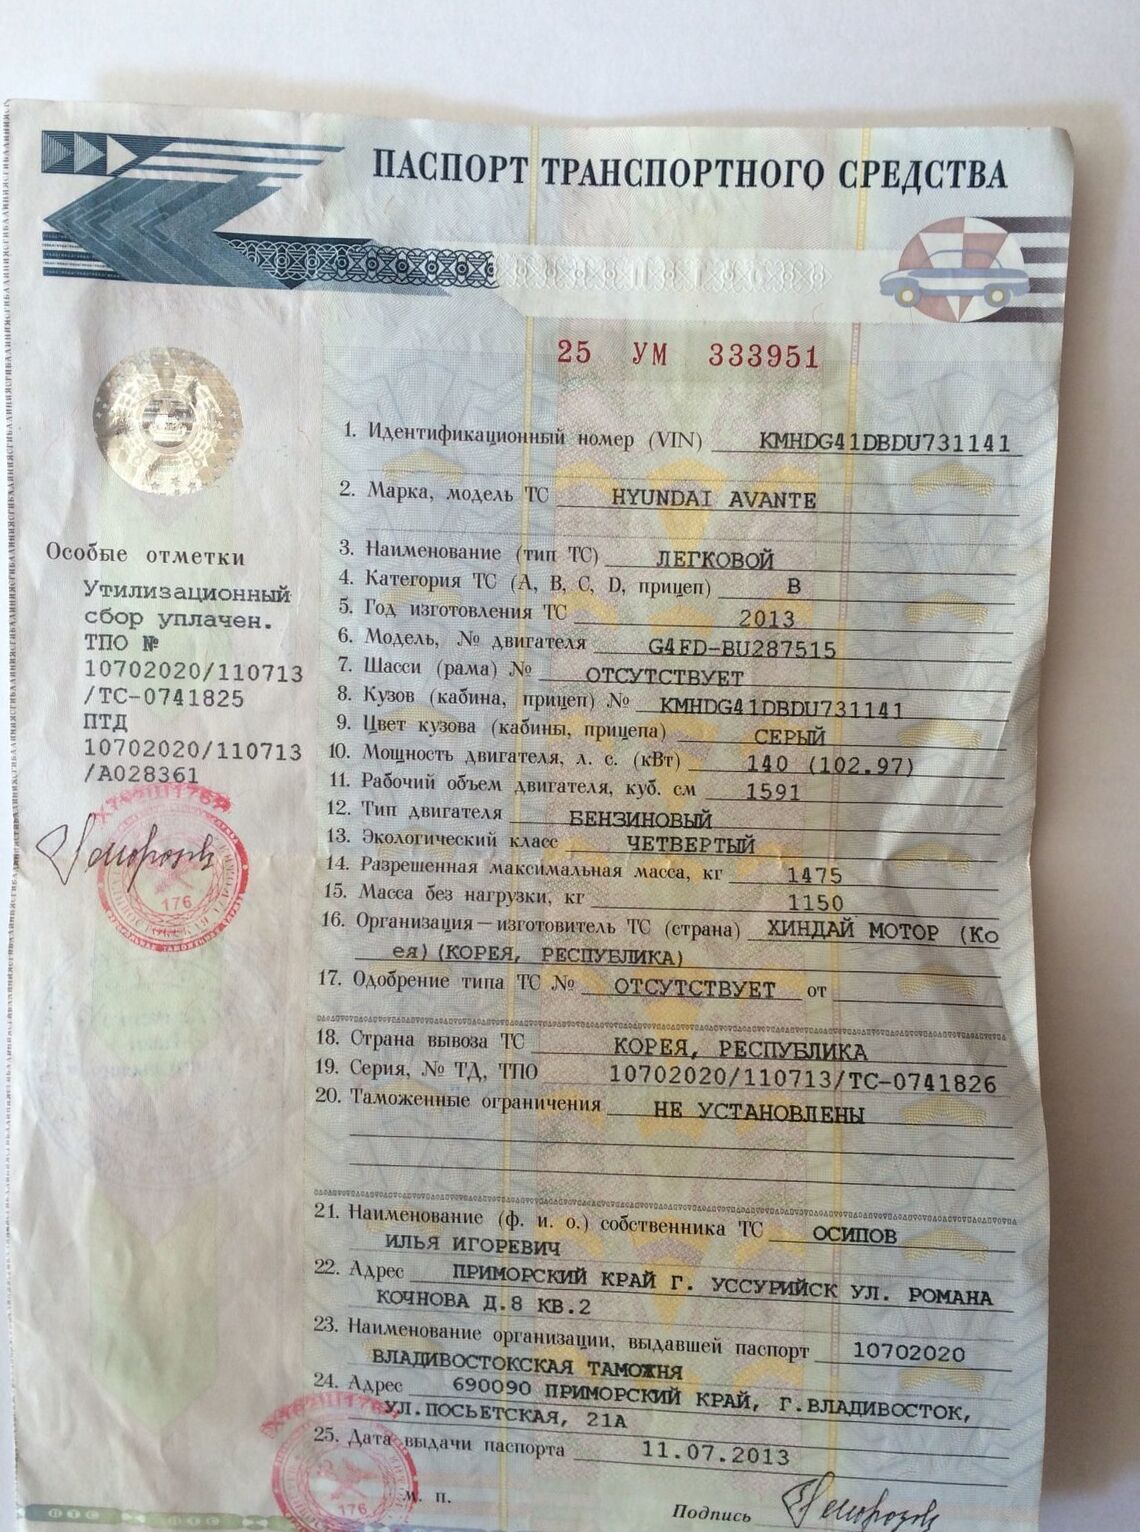 ПАСПОРТ ТРАНСПОРТНОГО СРЕДСТВА
25 УМ 333951
1. Идентификационный номер (VIN) KMHDG41DBDU731141
2. Марка, модель ТС HYUNDAI AVANTE
3. Наименование (тип ТС) ЛЕГКОВОЙ
4. Категория ТС (A, B, C, D, прицеп) B
5. Год изготовления ТС 2013
6. Модель, № двигателя G4FD-BU287515
7. Шасси (рама) № ОТСУТСТВУЕТ
8. Кузов (кабина, прицеп) № KMHDG41DBDU731141
9. Цвет кузова (кабины, прицепа) СЕРЫЙ
10. Мощность двигателя, л. с. (кВт) 140 (102.97)
11. Рабочий объем двигателя, куб. см 1591
12. Тип двигателя БЕНЗИНОВЫЙ
13. Экологический класс ЧЕТВЕРТЫЙ
14. Разрешенная максимальная масса, кг 1475
15. Масса без нагрузки, кг 1150
16. Организация – изготовитель ТС (страна) ХИНДАЙ МОТОР (Ко
ея) (КОРЕЯ, РЕСПУБЛИКА)
17. Одобрение типа ТС № ОТСУТСТВУЕТ от
18. Страна вывоза ТС КОРЕЯ, РЕСПУБЛИКА
19. Серия, № ТД, ТПО 10702020/110713/ТС-0741826
20. Таможенные ограничения НЕ УСТАНОВЛЕНЫ
21. Наименование (ф. и. о.) собственника ТС ОСИПОВ
ИЛЬЯ ИГОРЕВИЧ
22. Адрес ПРИМОРСКИЙ КРАЙ Г. УССУРИЙСК УЛ. РОМАНА
КОЧНОВА Д.8 КВ.2
23. Наименование организации, выдавшей паспорт 10702020
ВЛАДИВОСТОКСКАЯ ТАМОЖНЯ
24. Адрес 690090 ПРИМОРСКИЙ КРАЙ, Г.ВЛАДИВОСТОК,
УЛ.ПОСЬЕТСКАЯ, 21А
25. Дата выдачи паспорта 11.07.2013
М. П.
Подпись
Особые отметки
Утилизационный
сбор уплачен.
ТПО №
10702020/110713
/ТС-0741825
ПТД
10702020/110713
/А028361
176
176